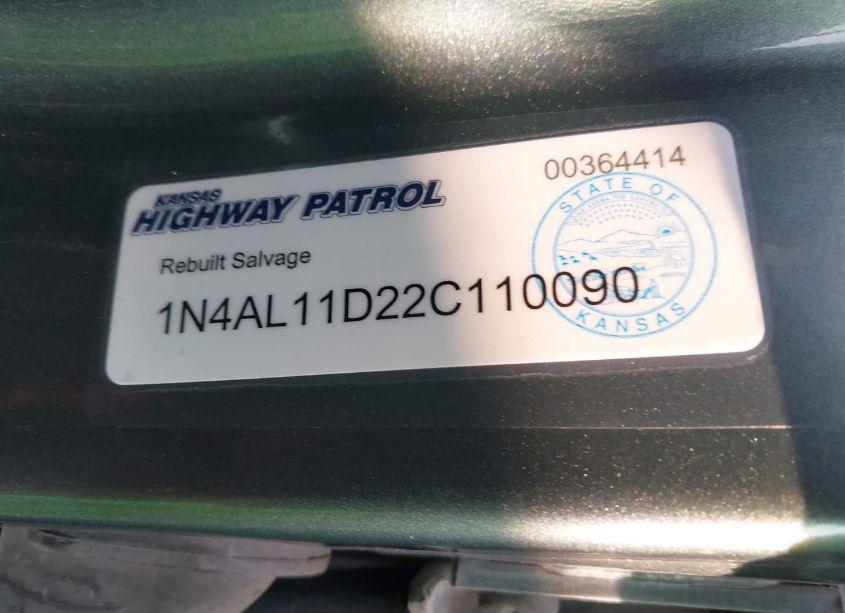 00364414
KANSAS
HIGHWAY PATROL
Rebuilt Salvage
1N4AL11D22C110090
STATE OF
KANSAS